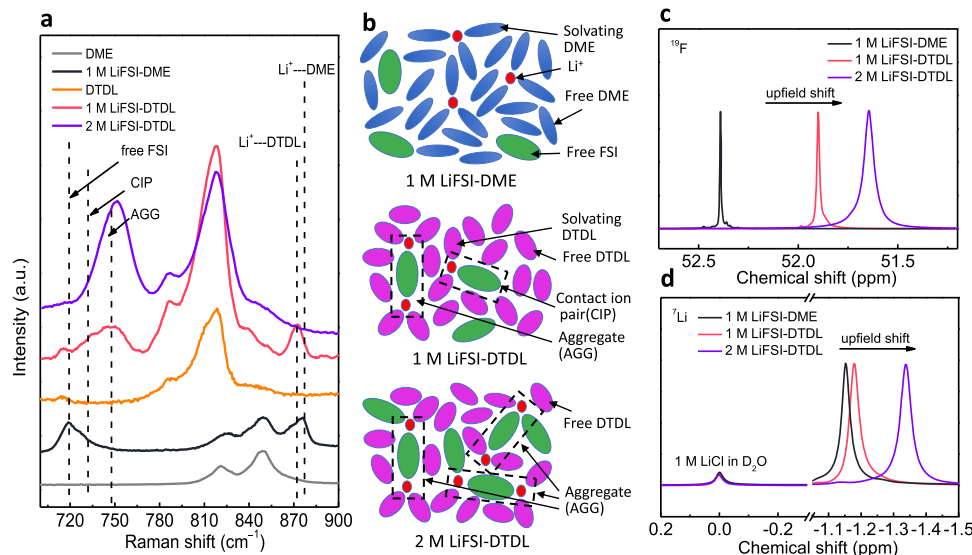 a
DME
1 M LiFSI-DME
DTDL
1 M LiFSI-DTDL
2 M LiFSI-DTDL
Li⁺---DME
Li⁺---DTDL
free FSI
CIP
AGG
Intensity (a.u.)
720 750 780 810 840 870 900
Raman shift (cm⁻¹)
b
Solvating
DME
Li⁺
Free DME
Free FSI
1 M LiFSI-DME
Solvating
DTDL
Free DTDL
Contact ion
pair(CIP)
Aggregate
(AGG)
1 M LiFSI-DTDL
Free DTDL
Aggregate
(AGG)
2 M LiFSI-DTDL
c
¹⁹F
1 M LiFSI-DME
1 M LiFSI-DTDL
2 M LiFSI-DTDL
upfield shift
52.5 52.0 51.5
Chemical shift (ppm)
d
⁷Li
1 M LiFSI-DME
1 M LiFSI-DTDL
2 M LiFSI-DTDL
upfield shift
1 M LiCl in D₂O
0.2 0.0 -0.2 -1.1 -1.2 -1.3 -1.4 -1.5
Chemical shift (ppm)